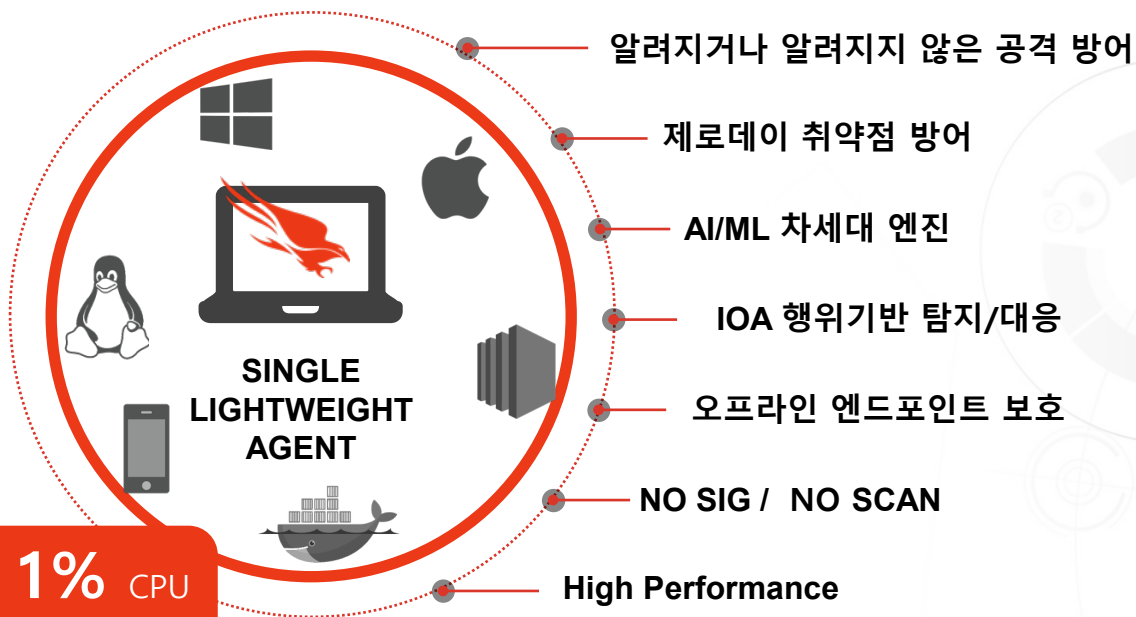 알려지거나 알려지지 않은 공격 방어
제로데이 취약점 방어
AI/ML 차세대 엔진
IOA 행위기반 탐지/대응
오프라인 엔드포인트 보호
NO SIG / NO SCAN
High Performance
SINGLE
LIGHTWEIGHT
AGENT
1% CPU